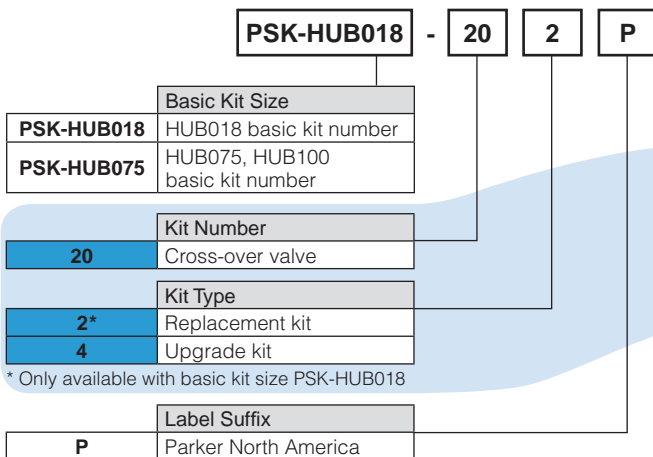 PSK-HUB018 - 20 2 P
Basic Kit Size
PSK-HUB018 HUB018 basic kit number
PSK-HUB075 HUB075, HUB100
basic kit number
Kit Number
20 Cross-over valve
Kit Type
2* Replacement kit
4 Upgrade kit
* Only available with basic kit size PSK-HUB018
Label Suffix
P Parker North America